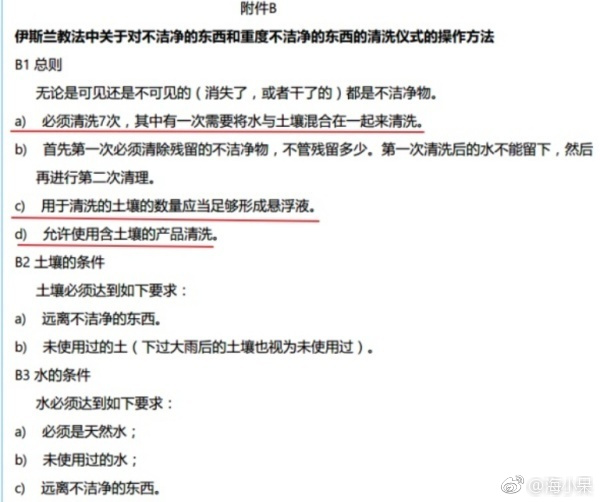 附件B
伊斯兰教法中关于对不洁净的东西和重度不洁净的东西的清洗仪式的操作方法
B1 总则
无论是可见还是不可见的（消失了，或者干了的）都是不洁净物。
a) 必须清洗7次，其中有一次需要将水与土壤混合在一起来清洗。
b) 首先第一次必须清除残留的不洁净物，不管残留多少。第一次清洗后的水不能留下，然后
再进行第二次清理。
c) 用于清洗的土壤的数量应当足够形成悬浮液。
d) 允许使用含土壤的产品清洗。
B2 土壤的条件
土壤必须达到如下要求：
a) 远离不洁净的东西。
b) 未使用过的土（下过大雨后的土壤也视为未使用过）。
B3 水的条件
水必须达到如下要求：
a) 必须是天然水；
b) 未使用过的水；
c) 远离不洁净的东西。
@海小果